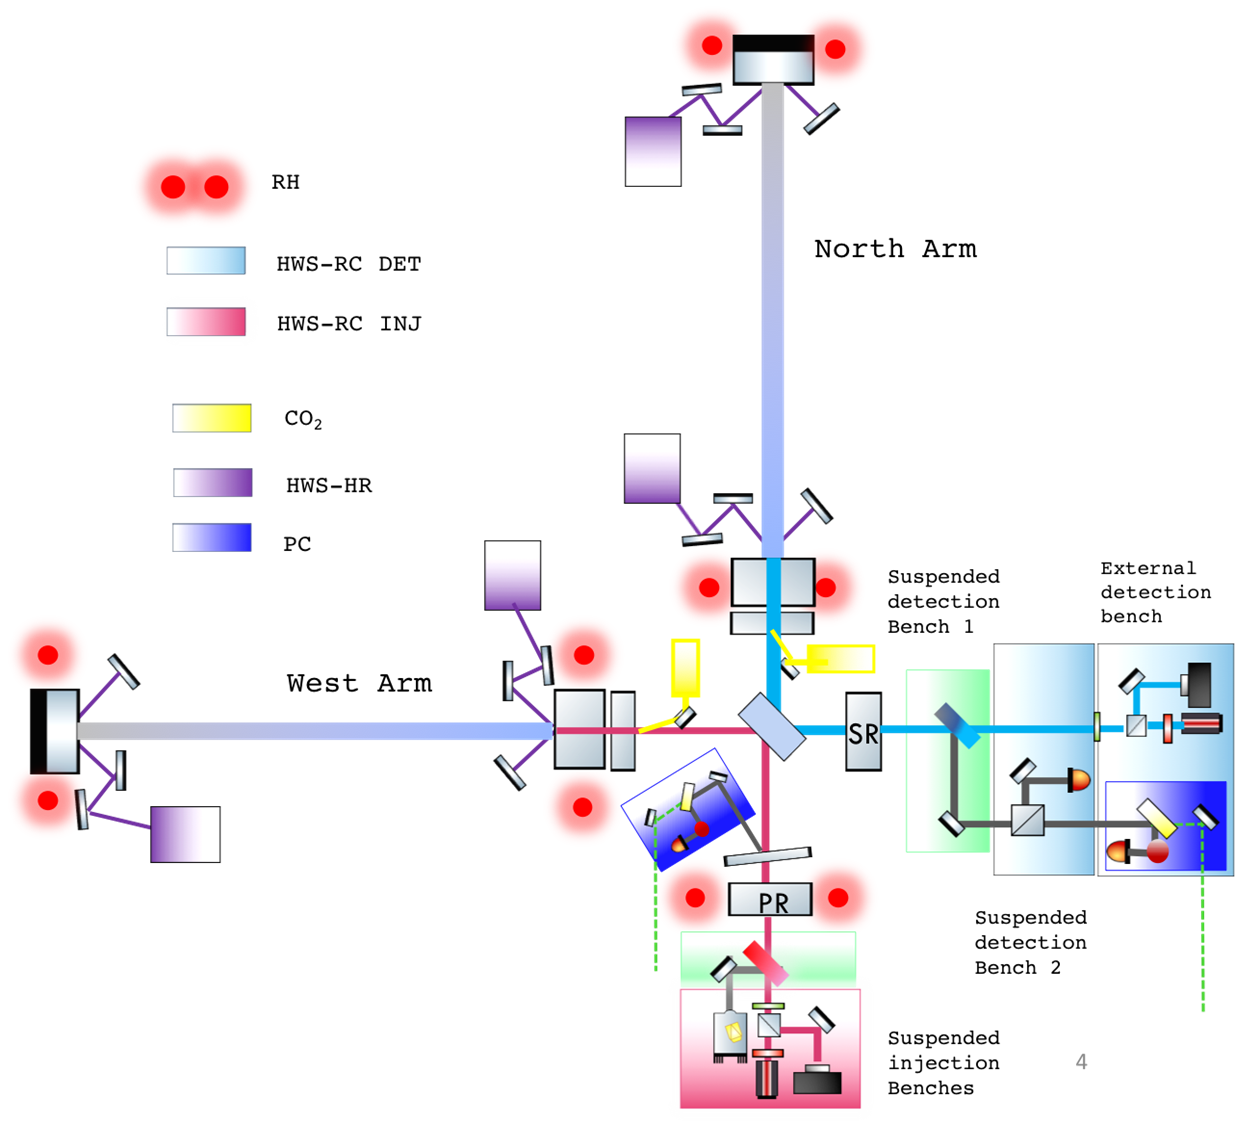 RH
HWS-RC DET
HWS-RC INJ
CO₂
HWS-HR
PC
North Arm
West Arm
Suspended
detection
Bench 1
External
detection
bench
SR
PR
Suspended
detection
Bench 2
Suspended
injection
Benches
4